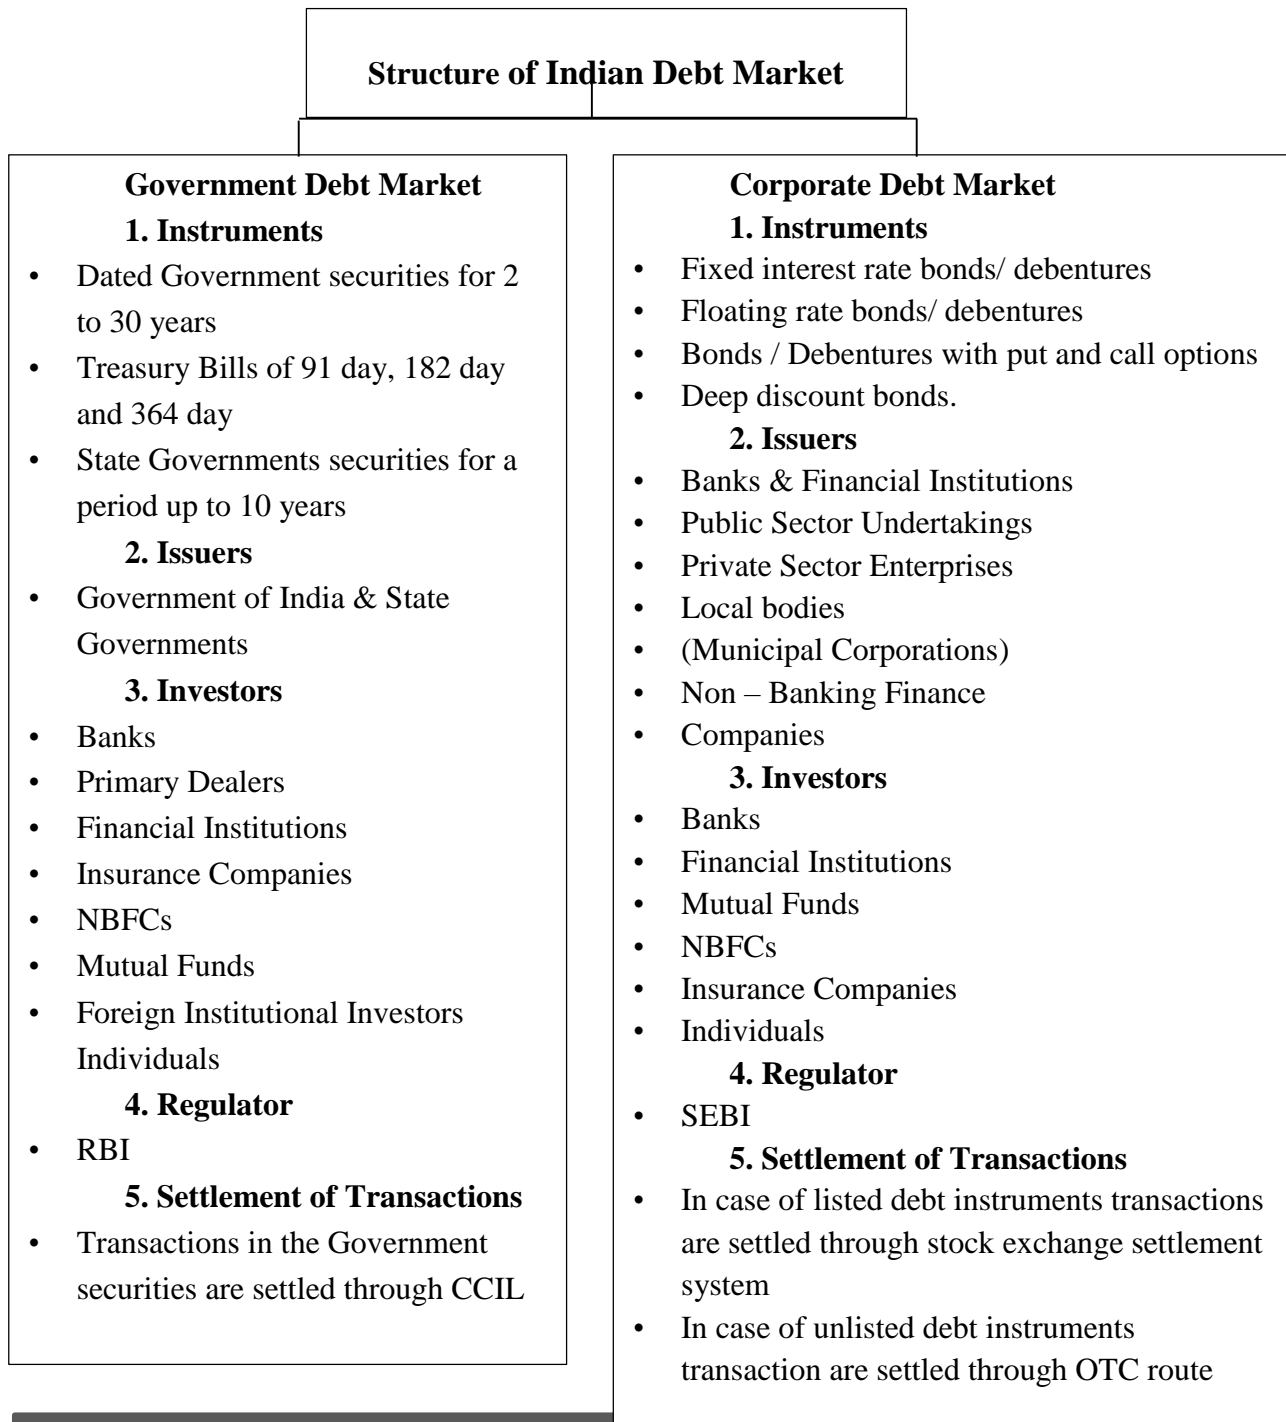 Structure of Indian Debt Market
Government Debt Market
1. Instruments
• Dated Government securities for 2
to 30 years
• Treasury Bills of 91 day, 182 day
and 364 day
• State Governments securities for a
period up to 10 years
2. Issuers
• Government of India & State
Governments
3. Investors
• Banks
• Primary Dealers
• Financial Institutions
• Insurance Companies
• NBFCs
• Mutual Funds
• Foreign Institutional Investors
Individuals
4. Regulator
• RBI
5. Settlement of Transactions
• Transactions in the Government
securities are settled through CCIL
Corporate Debt Market
1. Instruments
• Fixed interest rate bonds/ debentures
• Floating rate bonds/ debentures
• Bonds / Debentures with put and call options
• Deep discount bonds.
2. Issuers
• Banks & Financial Institutions
• Public Sector Undertakings
• Private Sector Enterprises
• Local bodies
• (Municipal Corporations)
• Non – Banking Finance
• Companies
3. Investors
• Banks
• Financial Institutions
• Mutual Funds
• NBFCs
• Insurance Companies
• Individuals
4. Regulator
• SEBI
5. Settlement of Transactions
• In case of listed debt instruments transactions
are settled through stock exchange settlement
system
• In case of unlisted debt instruments
transaction are settled through OTC route